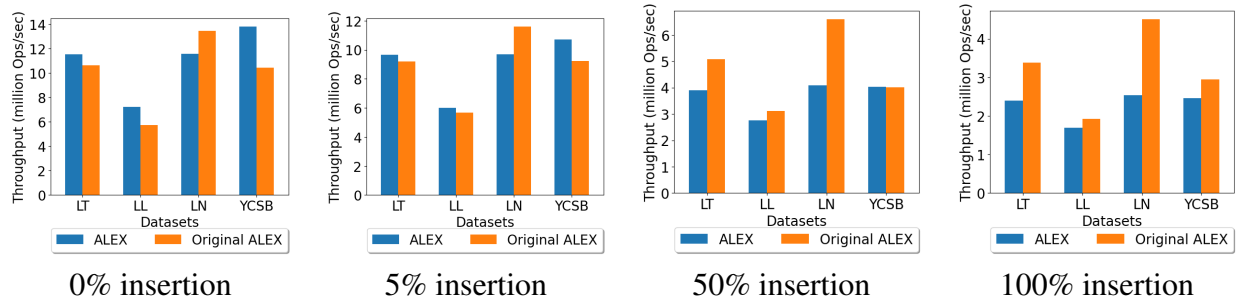 Throughput (million Ops/sec)
14
12
10
8
6
4
2
0
LT LL LN YCSB
Datasets
ALEX Original ALEX
0% insertion
Throughput (million Ops/sec)
12
10
8
6
4
2
0
LT LL LN YCSB
Datasets
ALEX Original ALEX
5% insertion
Throughput (million Ops/sec)
6
5
4
3
2
1
0
LT LL LN YCSB
Datasets
ALEX Original ALEX
50% insertion
Throughput (million Ops/sec)
4
3
2
1
0
LT LL LN YCSB
Datasets
ALEX Original ALEX
100% insertion